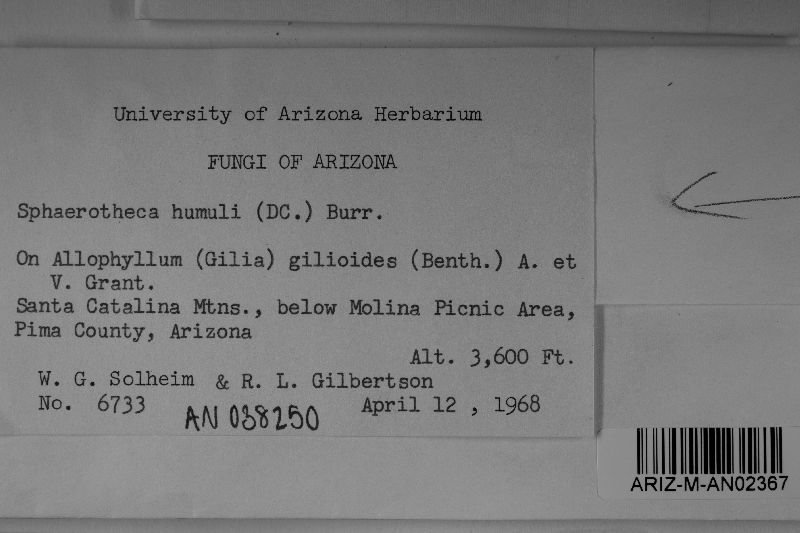 University of Arizona Herbarium
FUNGI OF ARIZONA
Sphaerotheca humuli (DC.) Burr.
On Allophyllum (Gilia) gilioides (Benth.) A. et
V. Grant.
Santa Catalina Mtns., below Molina Picnic Area,
Pima County, Arizona
Alt. 3,600 Ft.
W. G. Solheim & R. L. Gilbertson
No. 6733 April 12 , 1968
AN 038250
ARIZ-M-AN02367